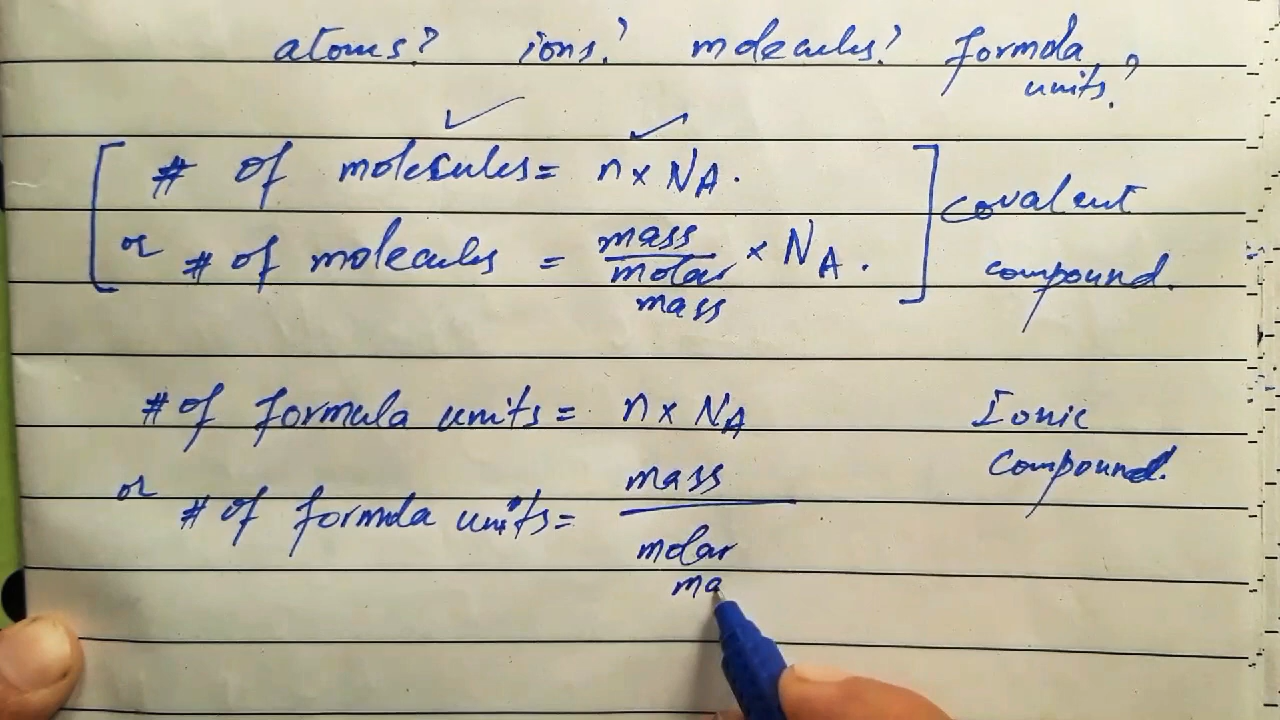 atoms? ions? molecules? formula units?
# of molecules = n x NA. covalent
or # of molecules = mass / molar mass x NA. compound.
# of formula units = n x NA Ionic
compound.
or # of formula units = mass / molar ma